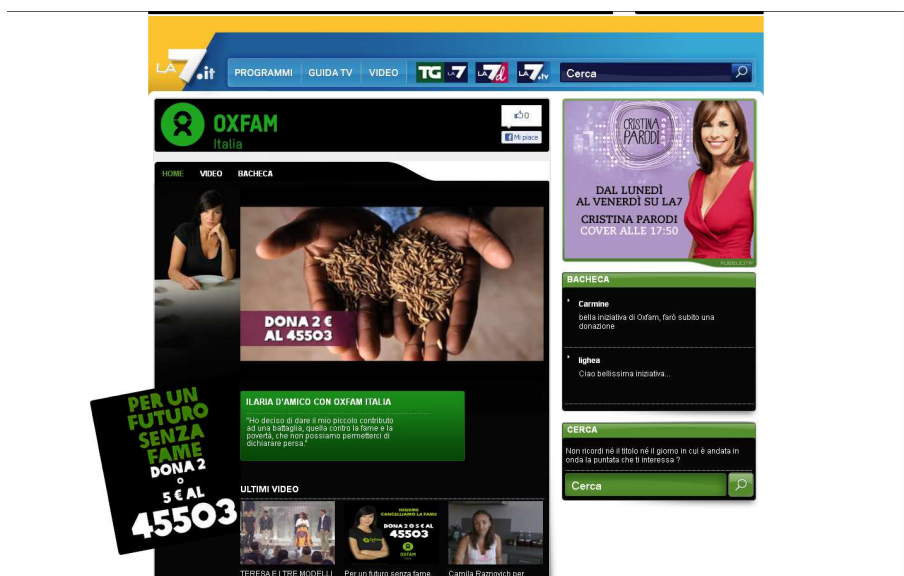 LA7.it
PROGRAMMI GUIDA TV VIDEO TG LA7 LA7d LA7.tv Cerca
OXFAM
Italia
0
Mi piace
HOME VIDEO BACHECA
DONA 2 €
AL 45503
CRISTINA
PARODI
DAL LUNEDÌ
AL VENERDÌ SU LA7
CRISTINA PARODI
COVER ALLE 17:50
PUBBLICITÀ
BACHECA
Carmine
bella iniziativa di Oxfam, farò subito una
donazione
lighea
Ciao bellissima iniziativa...
PER UN
FUTURO
SENZA
FAME
DONA 2
O
5 € AL
45503
ILARIA D'AMICO CON OXFAM ITALIA
"Ho deciso di dare il mio piccolo contributo
ad una battaglia, quella contro la fame e la
povertà, che non possiamo permetterci di
dichiarare persa."
CERCA
Non ricordi né il titolo né il giorno in cui è andata in
onda la puntata che ti interessa ?
Cerca
ULTIMI VIDEO
INSIEME
CANCELLIAMO LA FAME
DONA 2 O 5 € AL
45503
OXFAM
TERESA E I TRE MODELLI
Per un futuro senza fame.
Camila Raznovich per